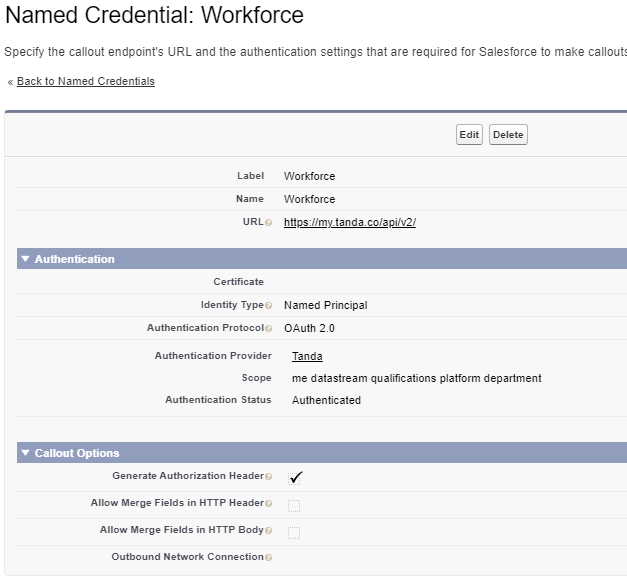 Named Credential: Workforce
Specify the callout endpoint's URL and the authentication settings that are required for Salesforce to make callouts
« Back to Named Credentials
Edit Delete
Label Workforce
Name Workforce
URL https://my.tanda.co/api/v2/
Authentication
Certificate
Identity Type Named Principal
Authentication Protocol OAuth 2.0
Authentication Provider Tanda
Scope me datastream qualifications platform department
Authentication Status Authenticated
Callout Options
Generate Authorization Header
Allow Merge Fields in HTTP Header
Allow Merge Fields in HTTP Body
Outbound Network Connection